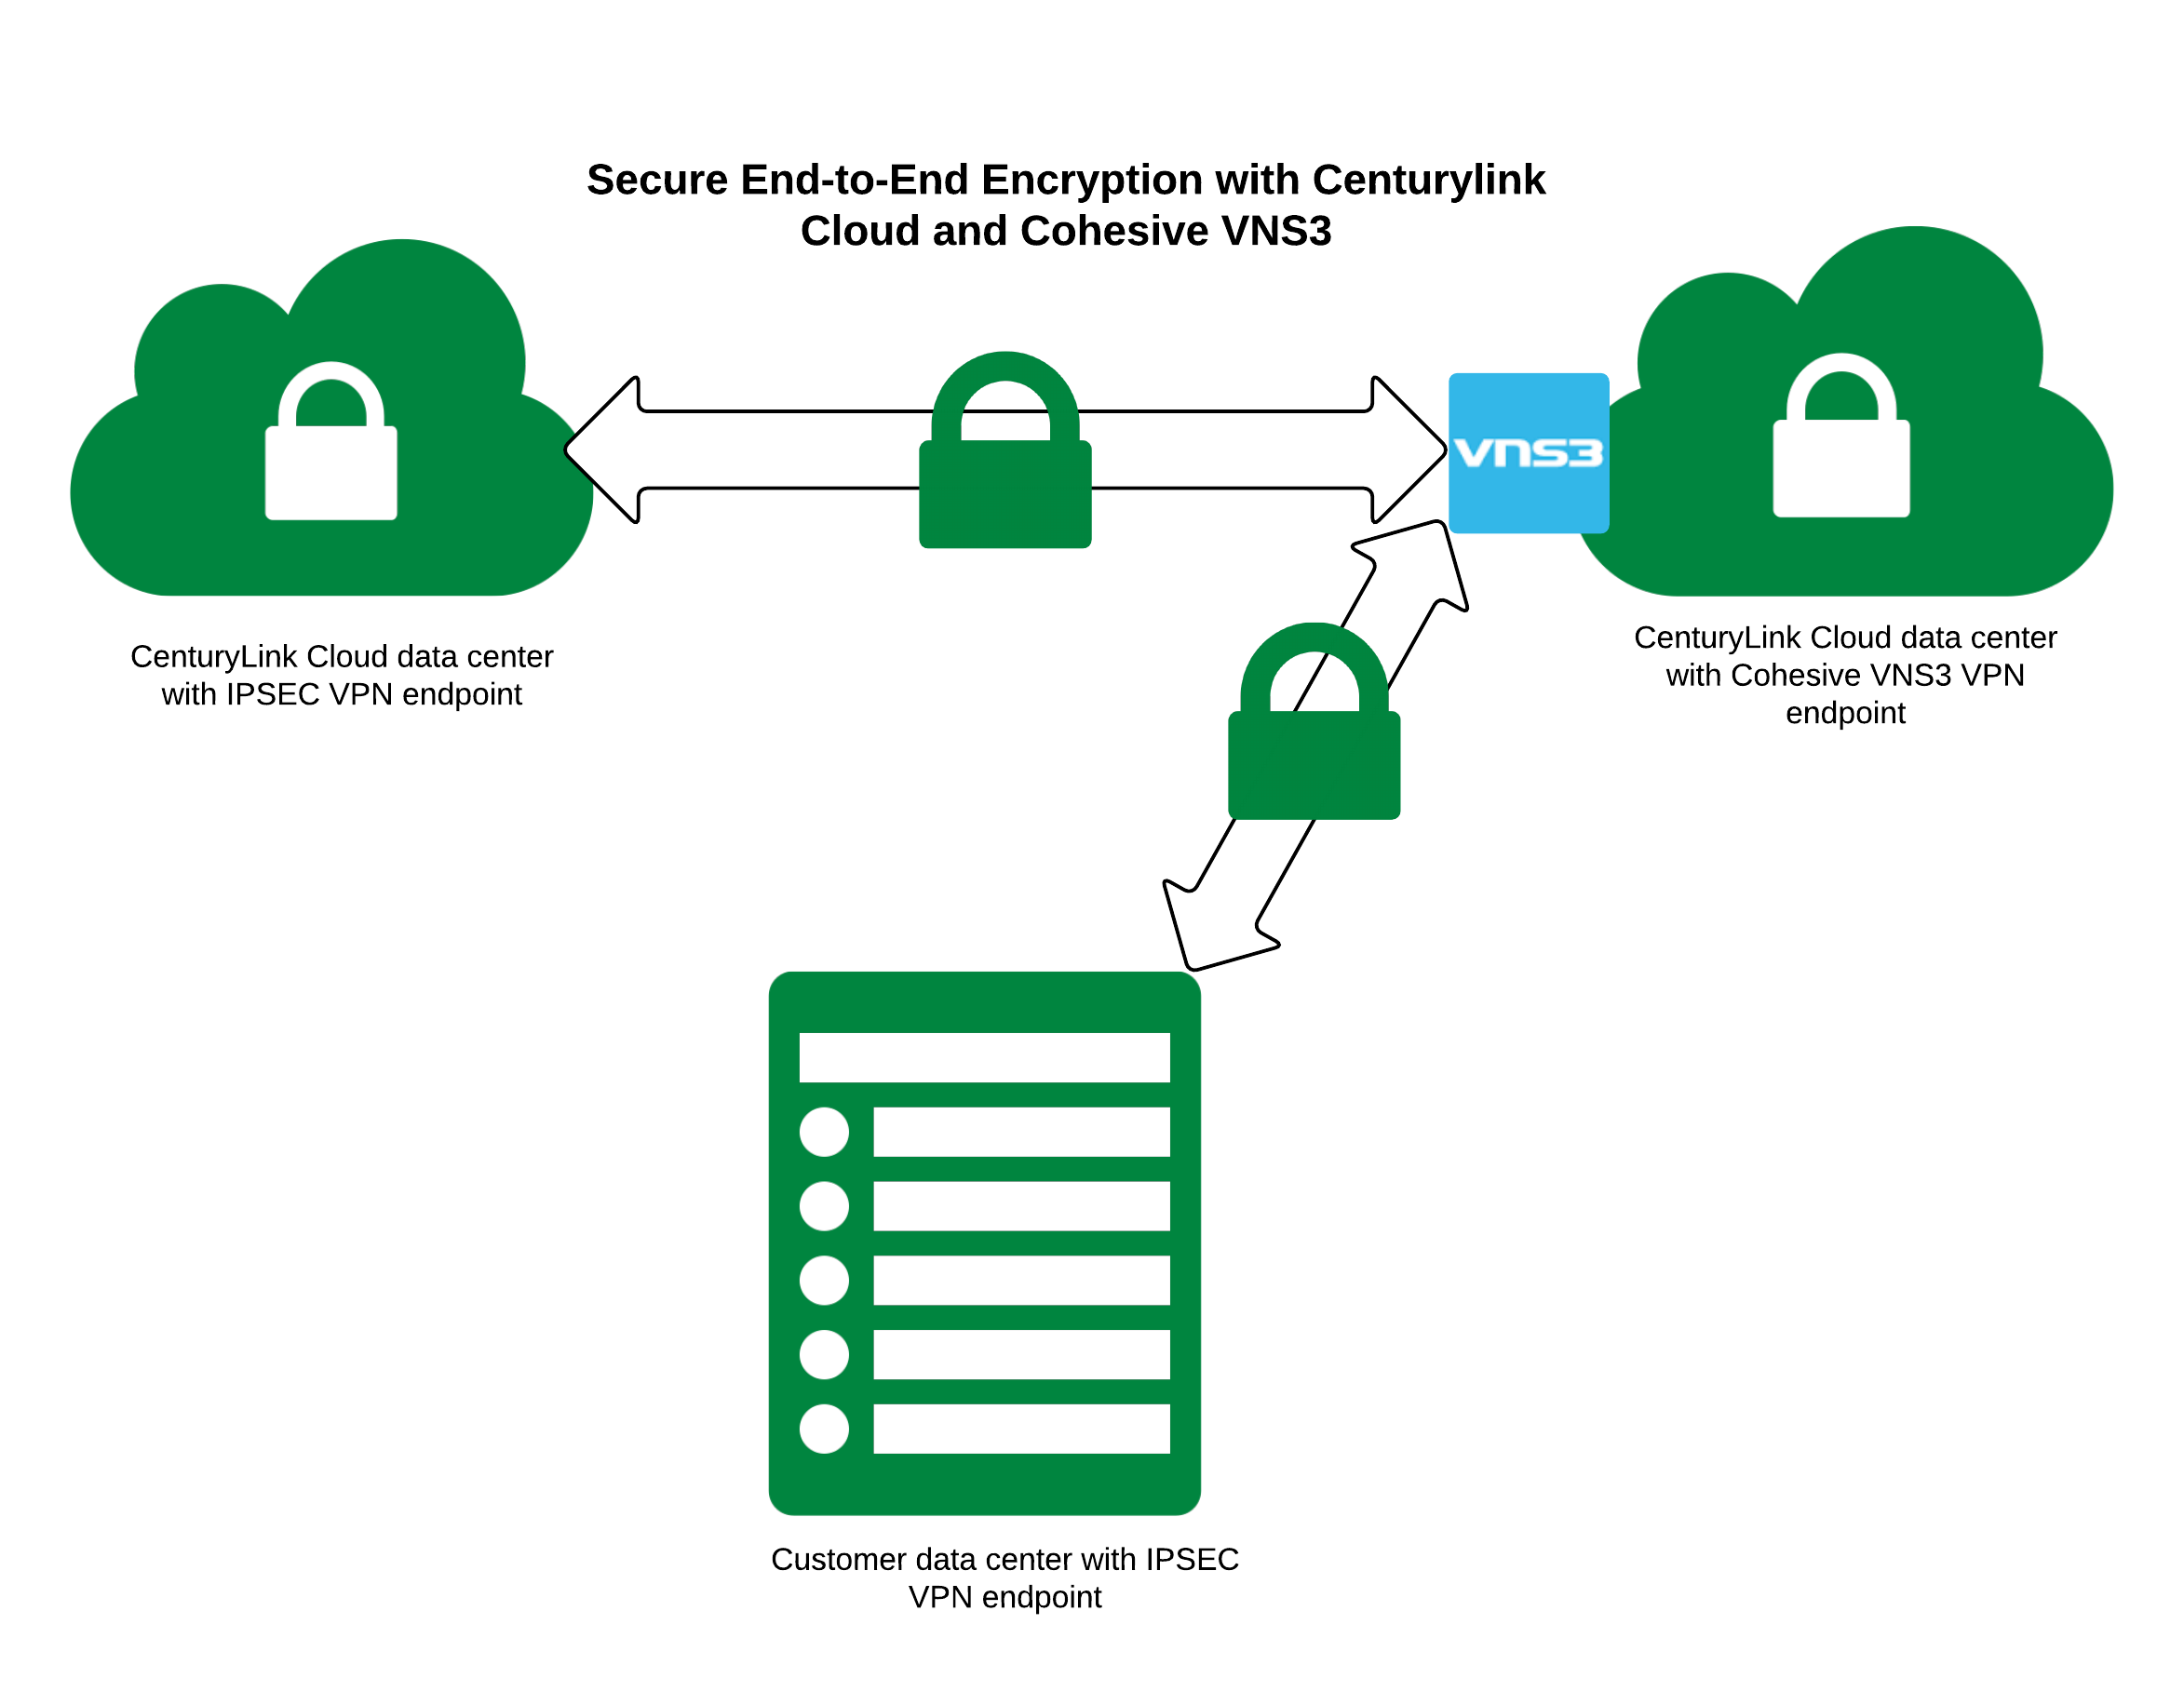 Secure End-to-End Encryption with Centurylink
Cloud and Cohesive VNS3
vns3
CenturyLink Cloud data center
with IPSEC VPN endpoint
CenturyLink Cloud data center
with Cohesive VNS3 VPN
endpoint
Customer data center with IPSEC
VPN endpoint